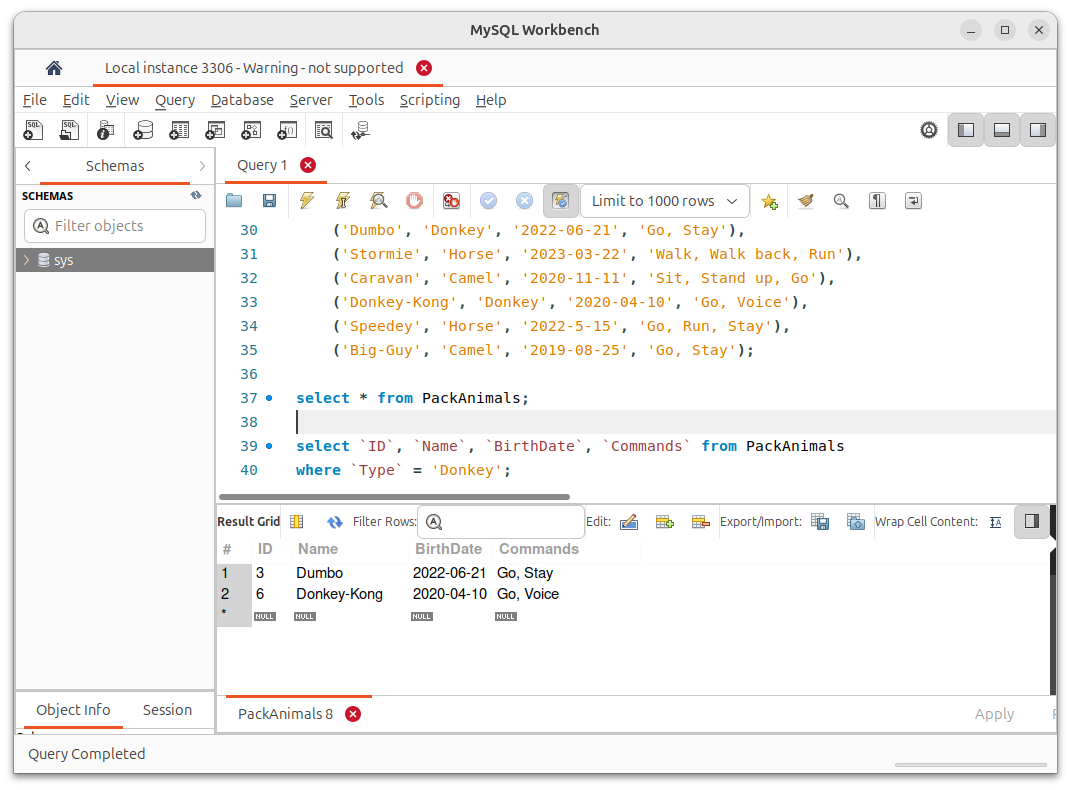 MySQL Workbench
Local instance 3306 - Warning - not supported
File Edit View Query Database Server Tools Scripting Help
Schemas
Query 1
SCHEMAS
Filter objects
sys
Limit to 1000 rows
30 ('Dumbo', 'Donkey', '2022-06-21', 'Go, Stay'),
31 ('Stormie', 'Horse', '2023-03-22', 'Walk, Walk back, Run'),
32 ('Caravan', 'Camel', '2020-11-11', 'Sit, Stand up, Go'),
33 ('Donkey-Kong', 'Donkey', '2020-04-10', 'Go, Voice'),
34 ('Speedey', 'Horse', '2022-5-15', 'Go, Run, Stay'),
35 ('Big-Guy', 'Camel', '2019-08-25', 'Go, Stay');
36
37 select * from PackAnimals;
38
39 select `ID`, `Name`, `BirthDate`, `Commands` from PackAnimals
40 where `Type` = 'Donkey';
Result Grid Filter Rows: Edit: Export/Import: Wrap Cell Content:
# ID Name BirthDate Commands
1 3 Dumbo 2022-06-21 Go, Stay
2 6 Donkey-Kong 2020-04-10 Go, Voice
* NULL NULL NULL NULL
Object Info Session
PackAnimals 8 Apply
Query Completed